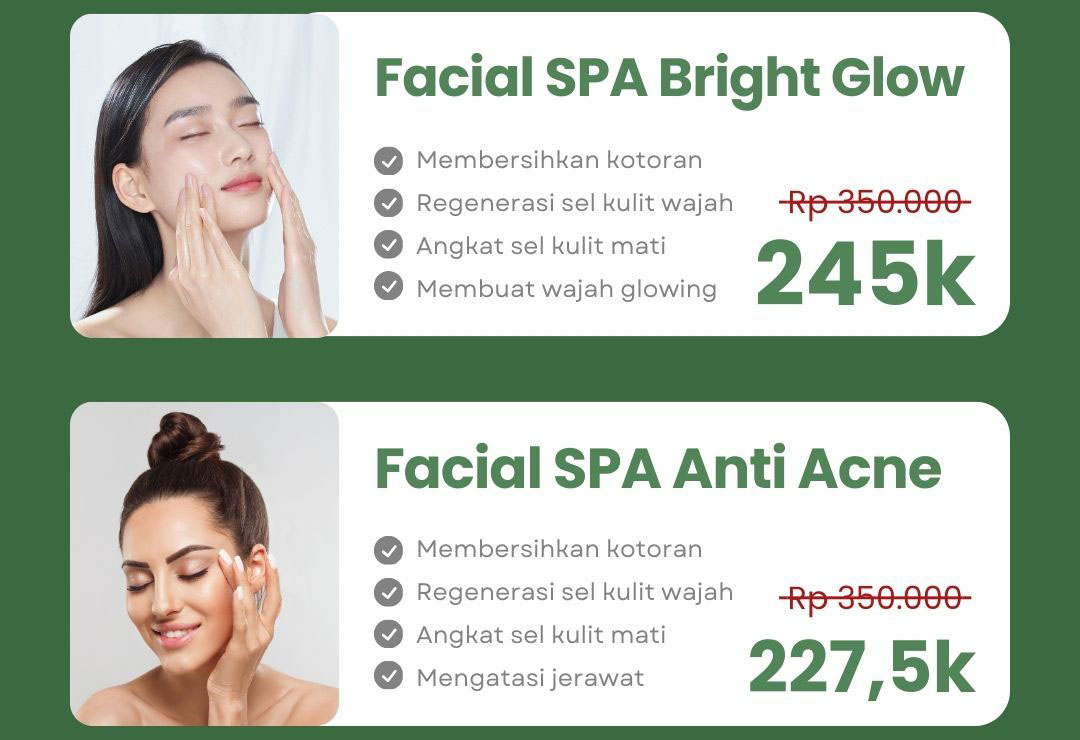 Facial SPA Bright Glow
Membersihkan kotoran
Regenerasi sel kulit wajah
Angkat sel kulit mati
Membuat wajah glowing
Rp 350.000
245k
Facial SPA Anti Acne
Membersihkan kotoran
Regenerasi sel kulit wajah
Angkat sel kulit mati
Mengatasi jerawat
Rp 350.000
227,5k